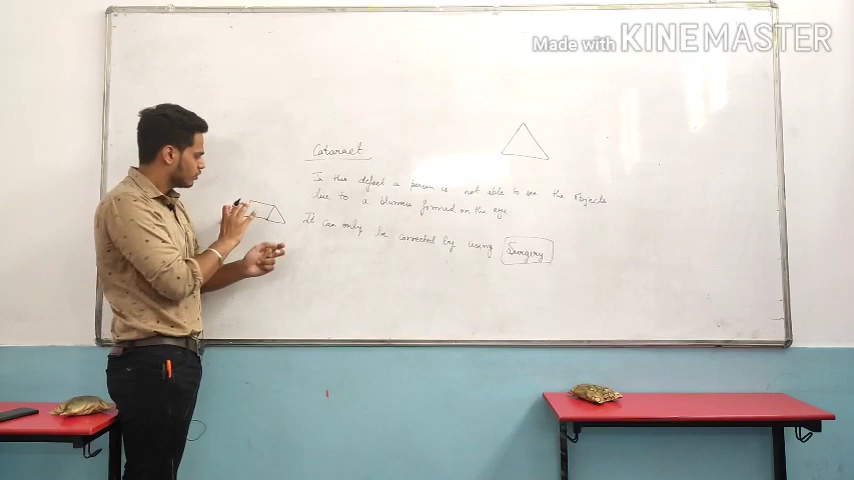 Made with KINEMASTER
Cataract
In this defect a person is not able to see the objects
due to a blurness formed on the eye
It can only be corrected by using Surgery